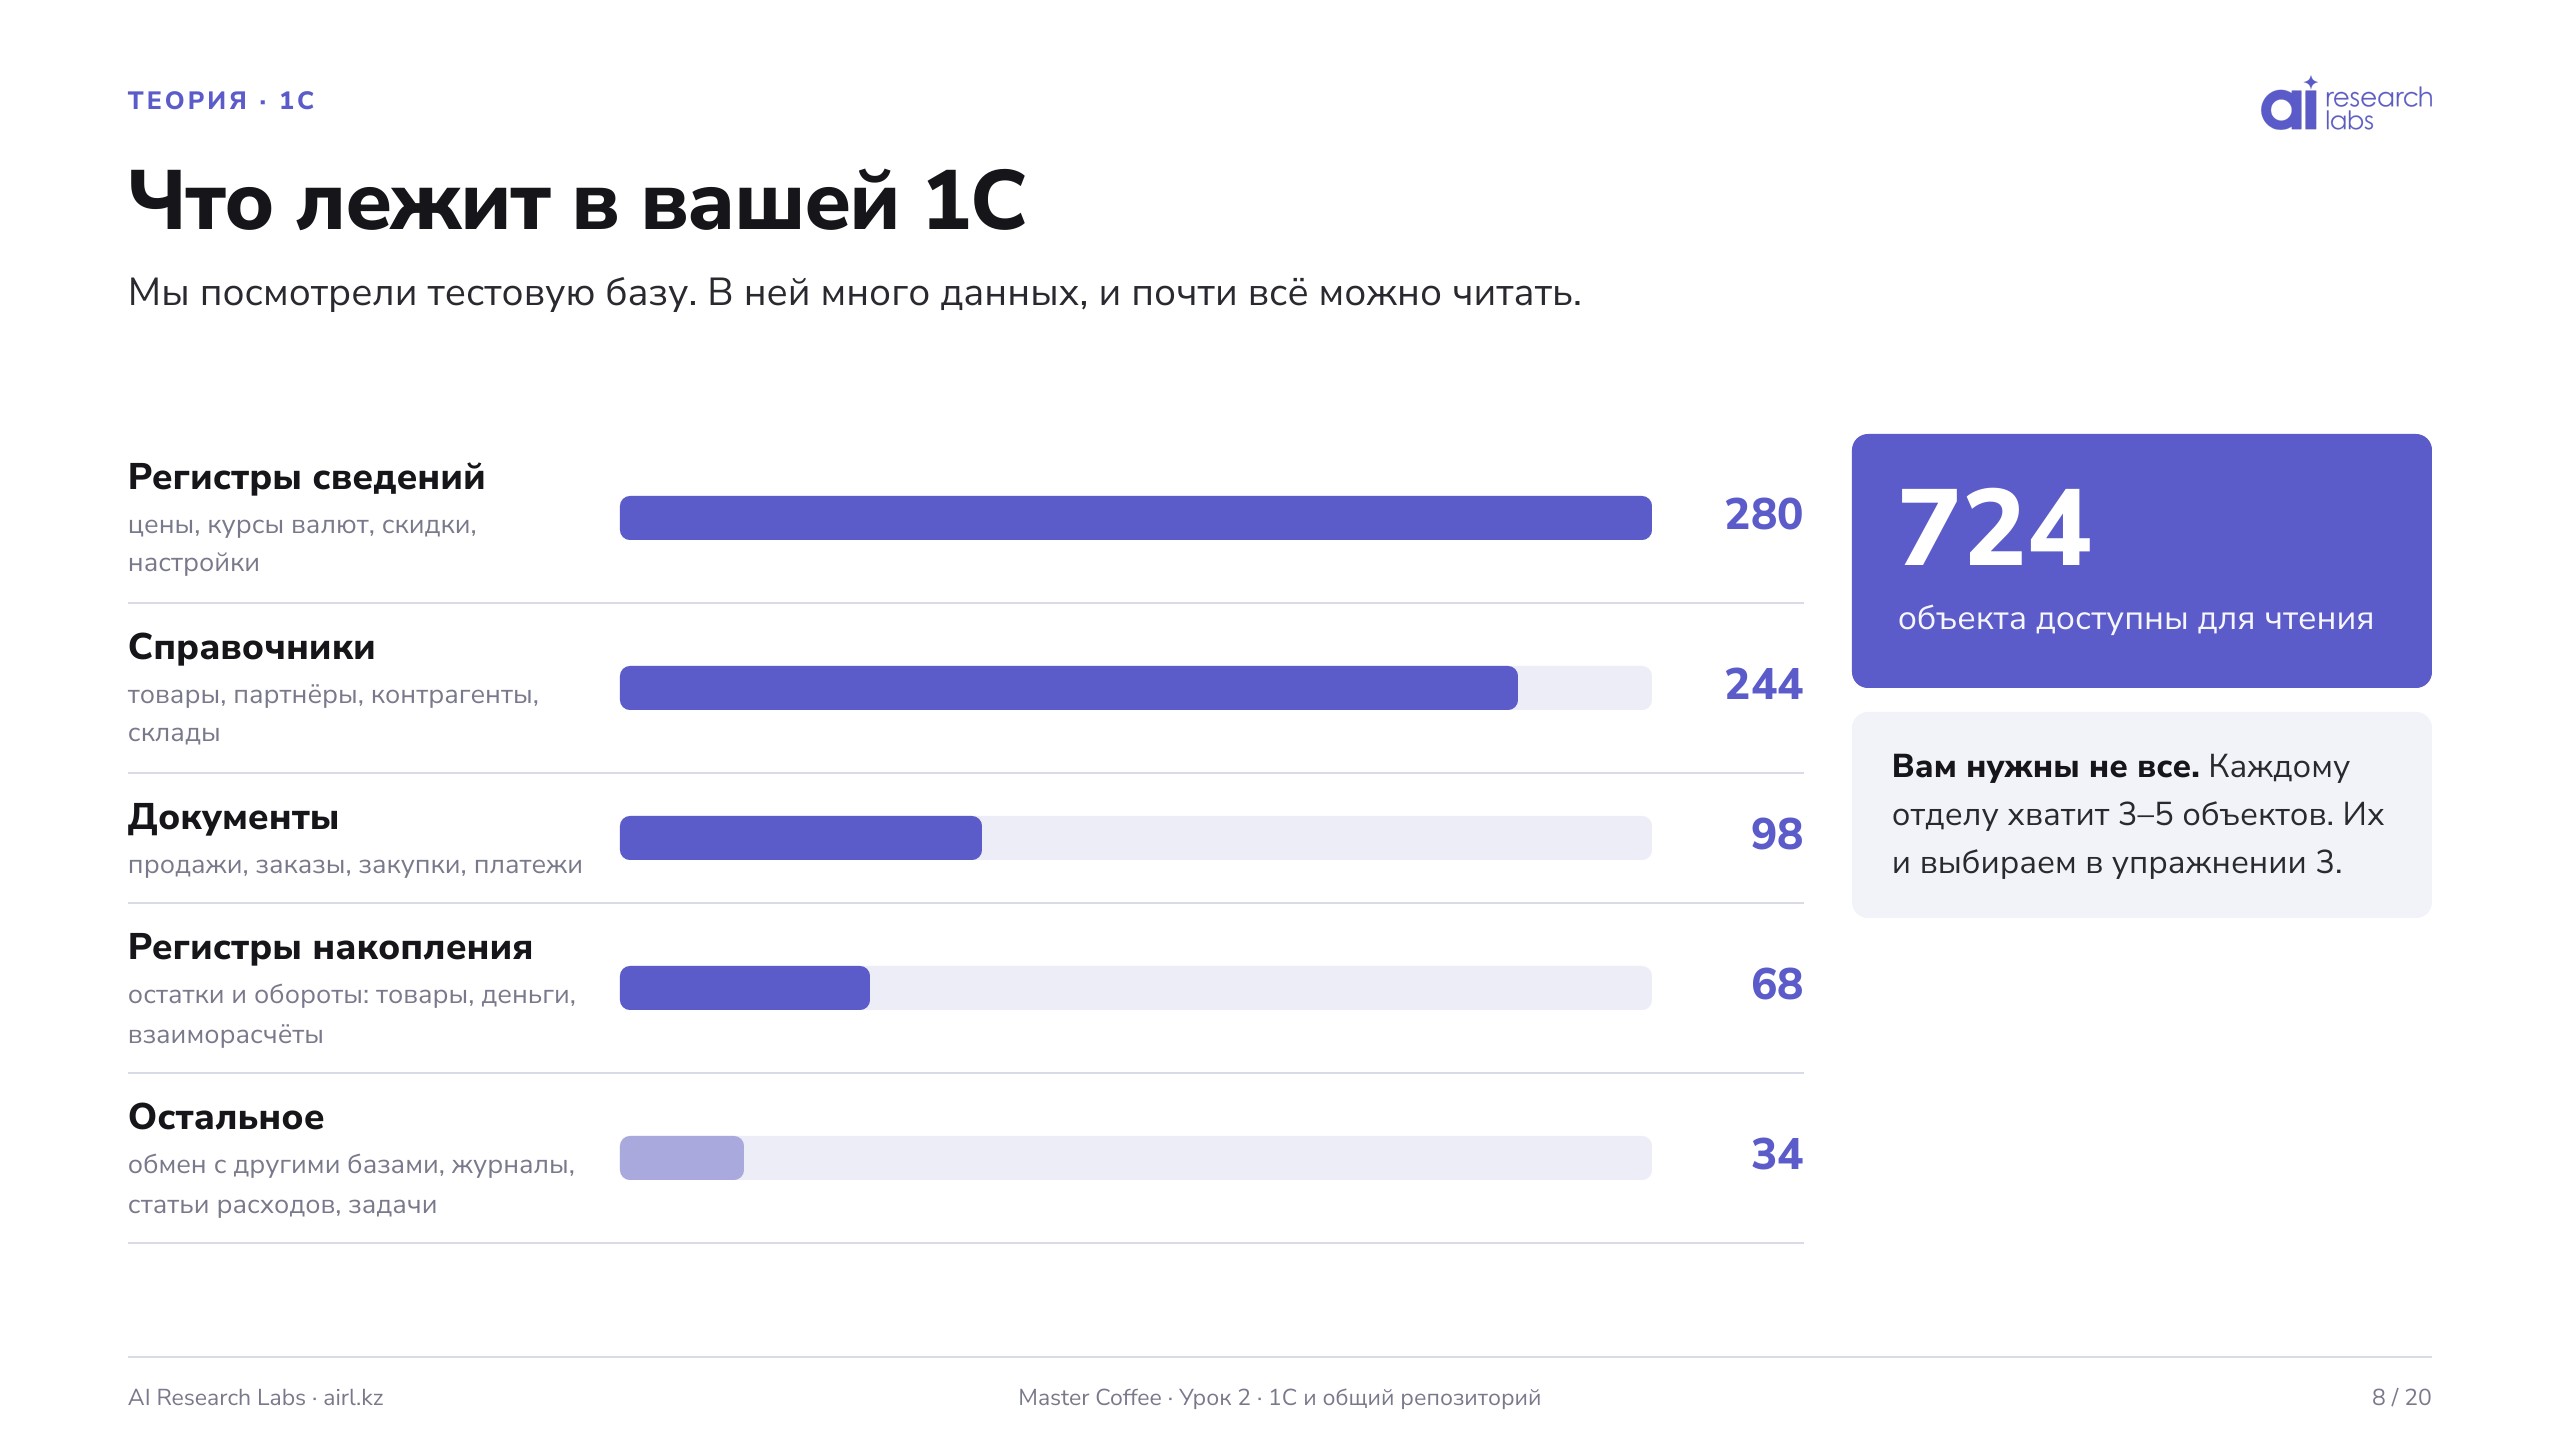 ТЕОРИЯ · 1С
ai research labs
Что лежит в вашей 1С
Мы посмотрели тестовую базу. В ней много данных, и почти всё можно читать.
Регистры сведений
цены, курсы валют, скидки,
настройки
280
Справочники
товары, партнёры, контрагенты,
склады
244
Документы
продажи, заказы, закупки, платежи
98
Регистры накопления
остатки и обороты: товары, деньги,
взаиморасчёты
68
Остальное
обмен с другими базами, журналы,
статьи расходов, задачи
34
724
объекта доступны для чтения
Вам нужны не все. Каждому
отделу хватит 3–5 объектов. Их
и выбираем в упражнении 3.
AI Research Labs · airl.kz
Master Coffee · Урок 2 · 1С и общий репозиторий
8 / 20